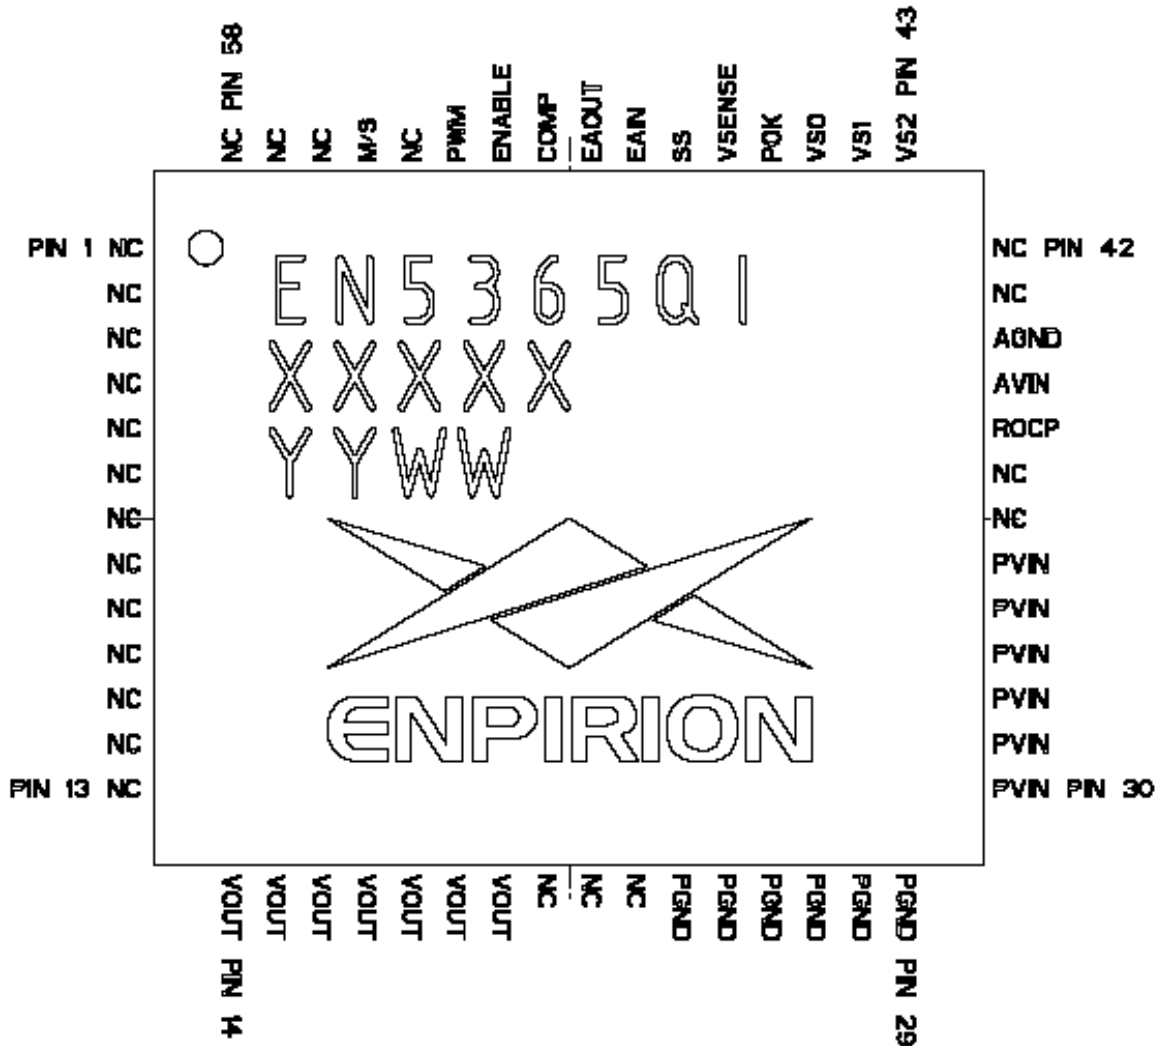 NC PIN 58
NC
NC
M/S
NC
PWM
ENABLE
COMP
EAOUT
EAIN
SS
VSENSE
POK
VS0
VS1
VS2 PIN 43
PIN 1 NC
NC
NC
NC
NC
NC
NC
NC
NC
NC
NC
NC
PIN 13 NC
EN5365QI
XXXXX
YYWW
ENPIRION
NC PIN 42
NC
AGND
AVIN
ROCP
NC
NC
PVIN
PVIN
PVIN
PVIN
PVIN
PVIN PIN 30
VOUT PIN 14
VOUT
VOUT
VOUT
VOUT
VOUT
VOUT
NC
NC
NC
PGND
PGND
PGND
PGND
PGND
PGND PIN 29